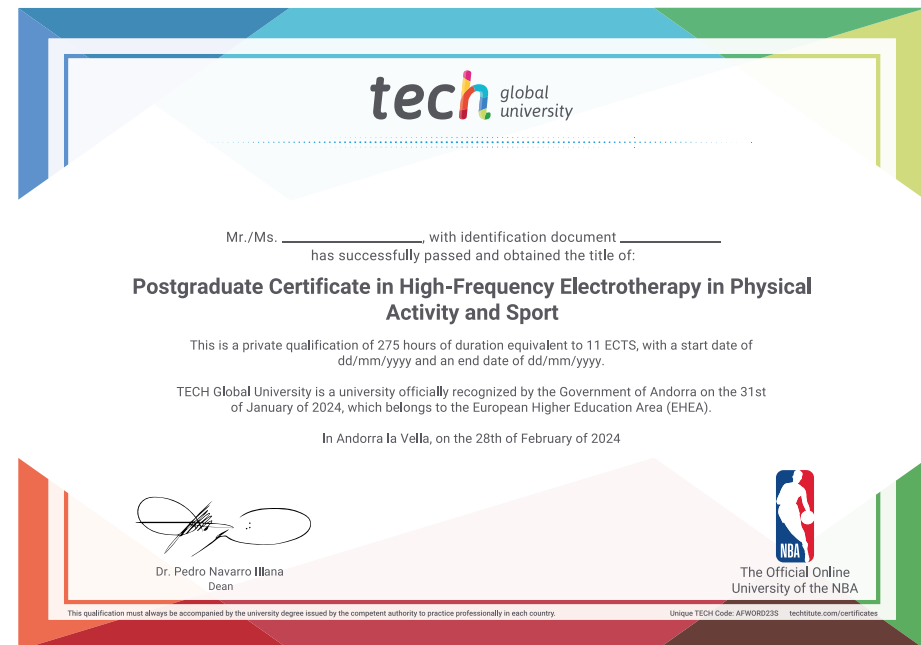 tech global university
Mr./Ms. ____________, with identification document ____________
has successfully passed and obtained the title of:
Postgraduate Certificate in High-Frequency Electrotherapy in Physical
Activity and Sport
This is a private qualification of 275 hours of duration equivalent to 11 ECTS, with a start date of
dd/mm/yyyy and an end date of dd/mm/yyyy.
TECH Global University is a university officially recognized by the Government of Andorra on the 31st
of January of 2024, which belongs to the European Higher Education Area (EHEA).
In Andorra la Vella, on the 28th of February of 2024
NBA
Dr. Pedro Navarro Illana
Dean
The Official Online
University of the NBA
This qualification must always be accompanied by the university degree issued by the competent authority to practice professionally in each country.
Unique TECH Code: AFWORD23S techtitute.com/certificates